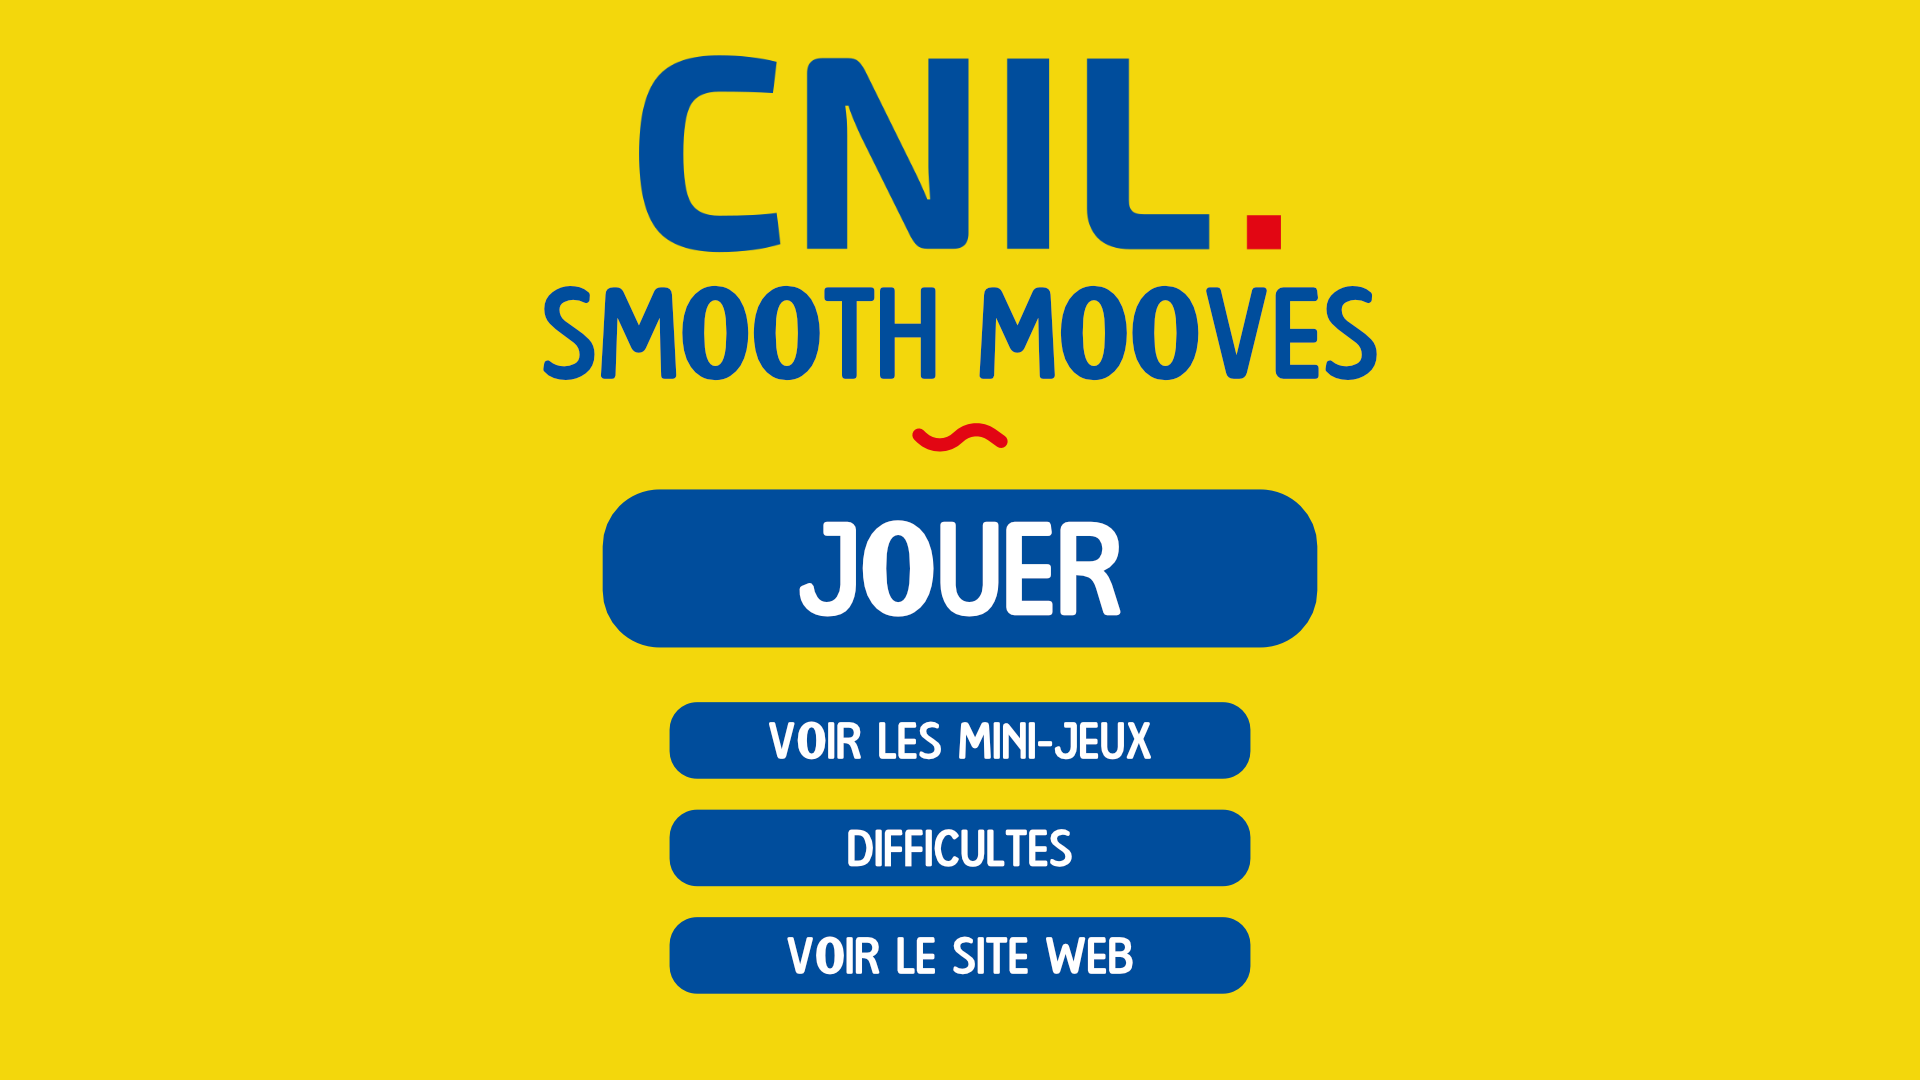 CNIL.
SMOOTH MOOVES
JOUER
VOIR LES MINI-JEUX
DIFFICULTES
VOIR LE SITE WEB